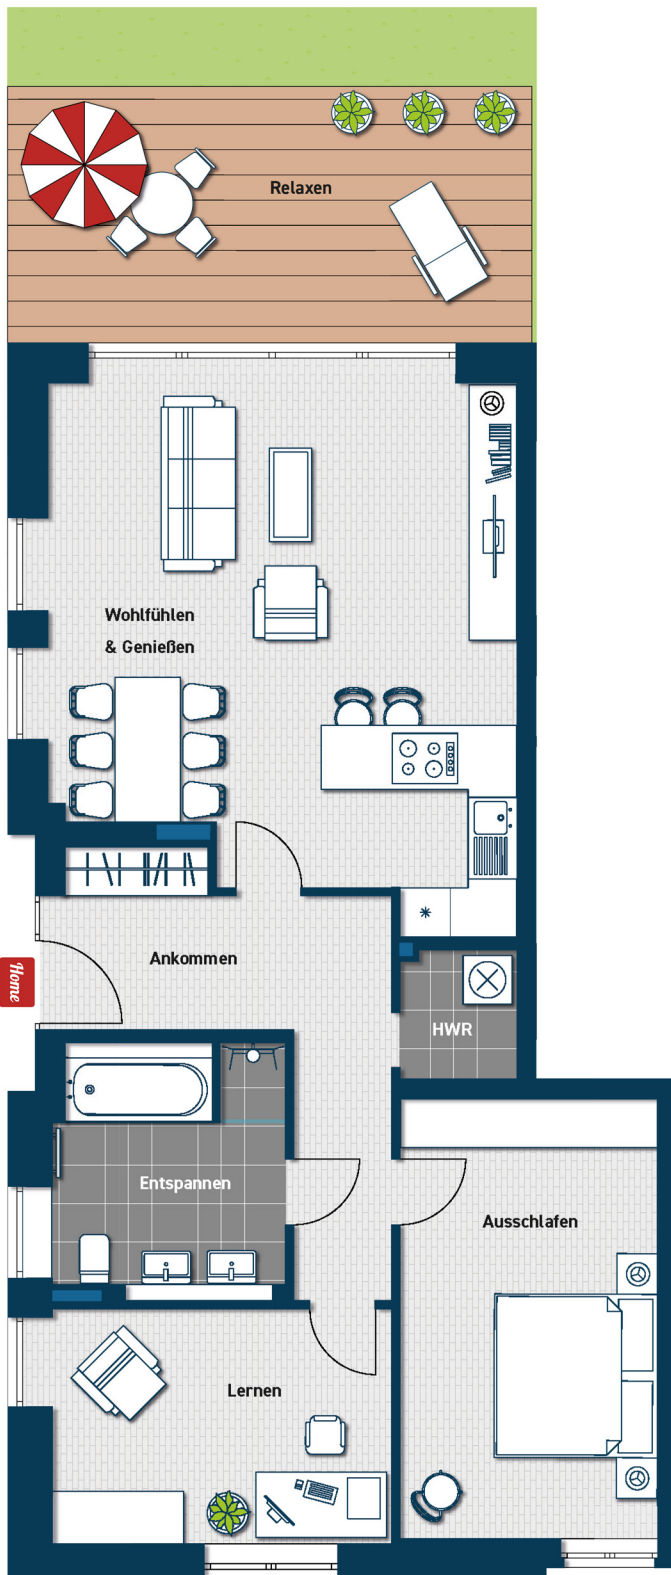 Relaxen
Wohlfühlen
& Genießen
Ankommen
Home
HWR
Entspannen
Ausschlafen
Lernen